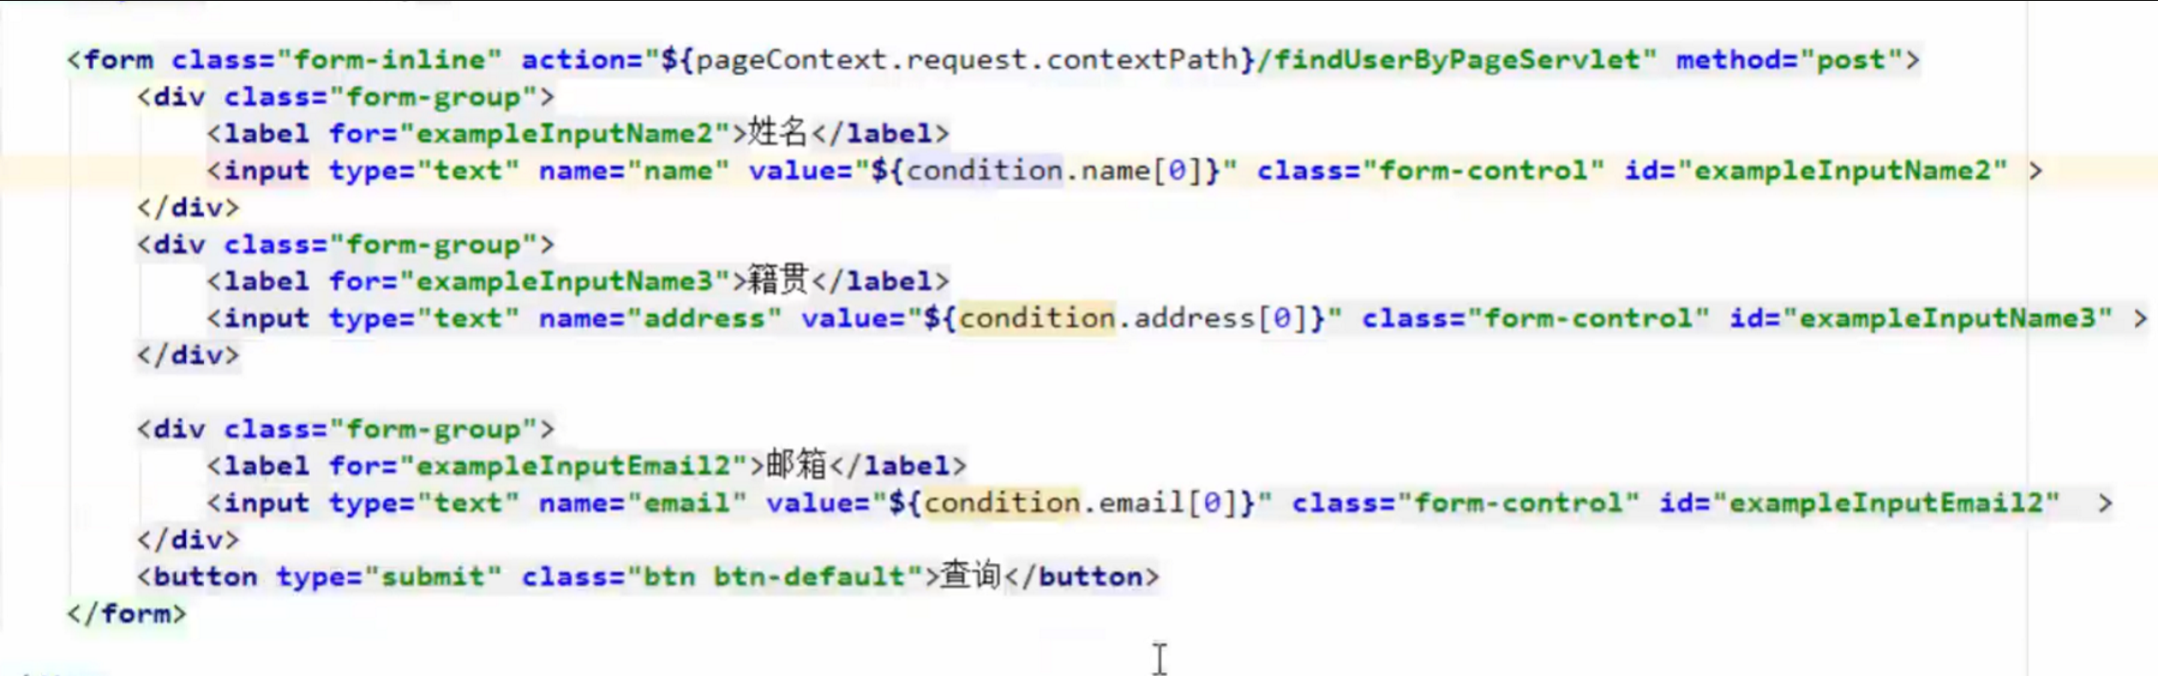 <form class="form-inline" action="${pageContext.request.contextPath}/findUserByPageServlet" method="post">
<div class="form-group">
<label for="exampleInputName2">姓名</label>
<input type="text" name="name" value="${condition.name[0]}" class="form-control" id="exampleInputName2" >
</div>
<div class="form-group">
<label for="exampleInputName3">籍贯</label>
<input type="text" name="address" value="${condition.address[0]}" class="form-control" id="exampleInputName3" >
</div>
<div class="form-group">
<label for="exampleInputEmail2">邮箱</label>
<input type="text" name="email" value="${condition.email[0]}" class="form-control" id="exampleInputEmail2"  >
</div>
<button type="submit" class="btn btn-default">查询</button>
</form>